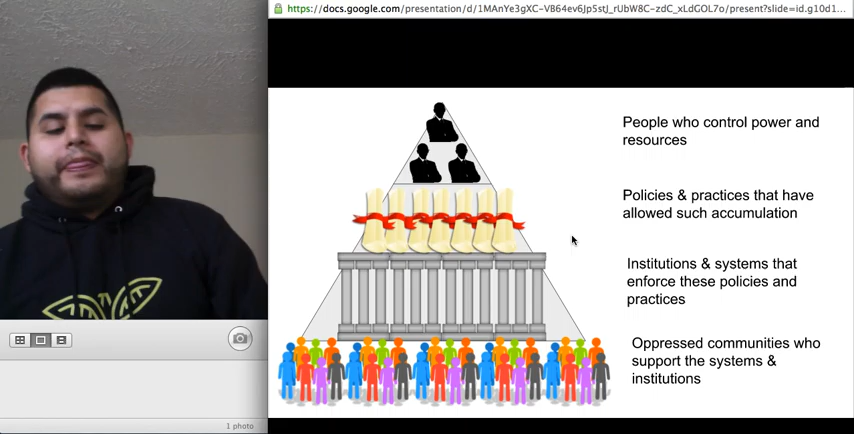 https://docs.google.com/presentation/d/1MAnYe3gXC-VB64ev6Jp5stJ_rUbW8C-zdC_xLdGOL7o/present?slide=id.g10d1...
People who control power and
resources
Policies & practices that have
allowed such accumulation
Institutions & systems that
enforce these policies and
practices
Oppressed communities who
support the systems &
institutions
1 photo